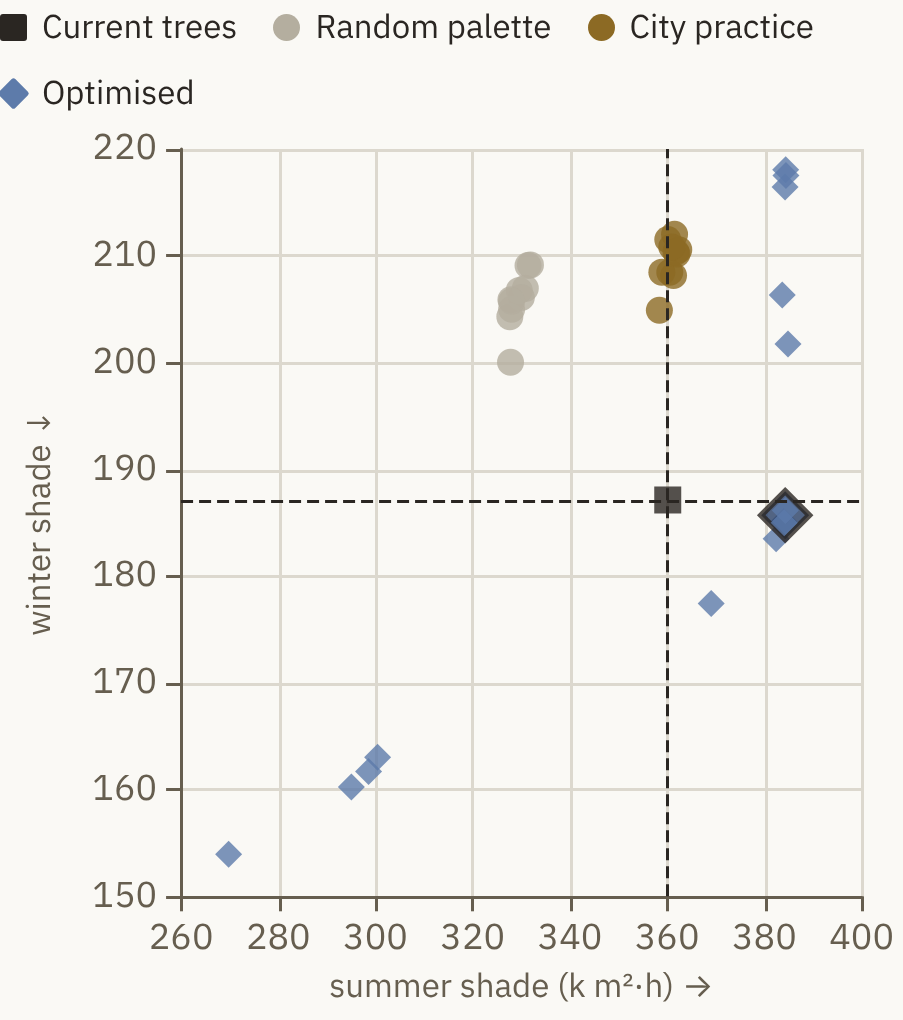 Current trees Random palette City practice
Optimised
220
210
200
190
180
170
160
150
winter shade ↓
260 280 300 320 340 360 380 400
summer shade (k m²·h) →